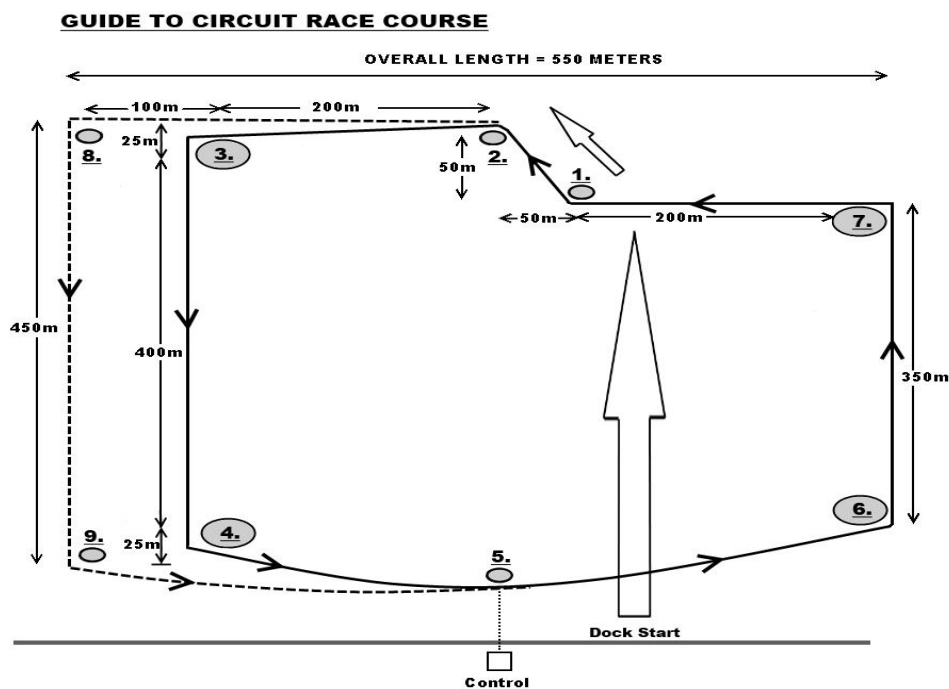 GUIDE TO CIRCUIT RACE COURSE
OVERALL LENGTH = 550 METERS
100m
200m
25m
8.
3.
2.
50m
1.
50m
200m
7.
450m
400m
350m
9.
25m
4.
5.
6.
Dock Start
Control